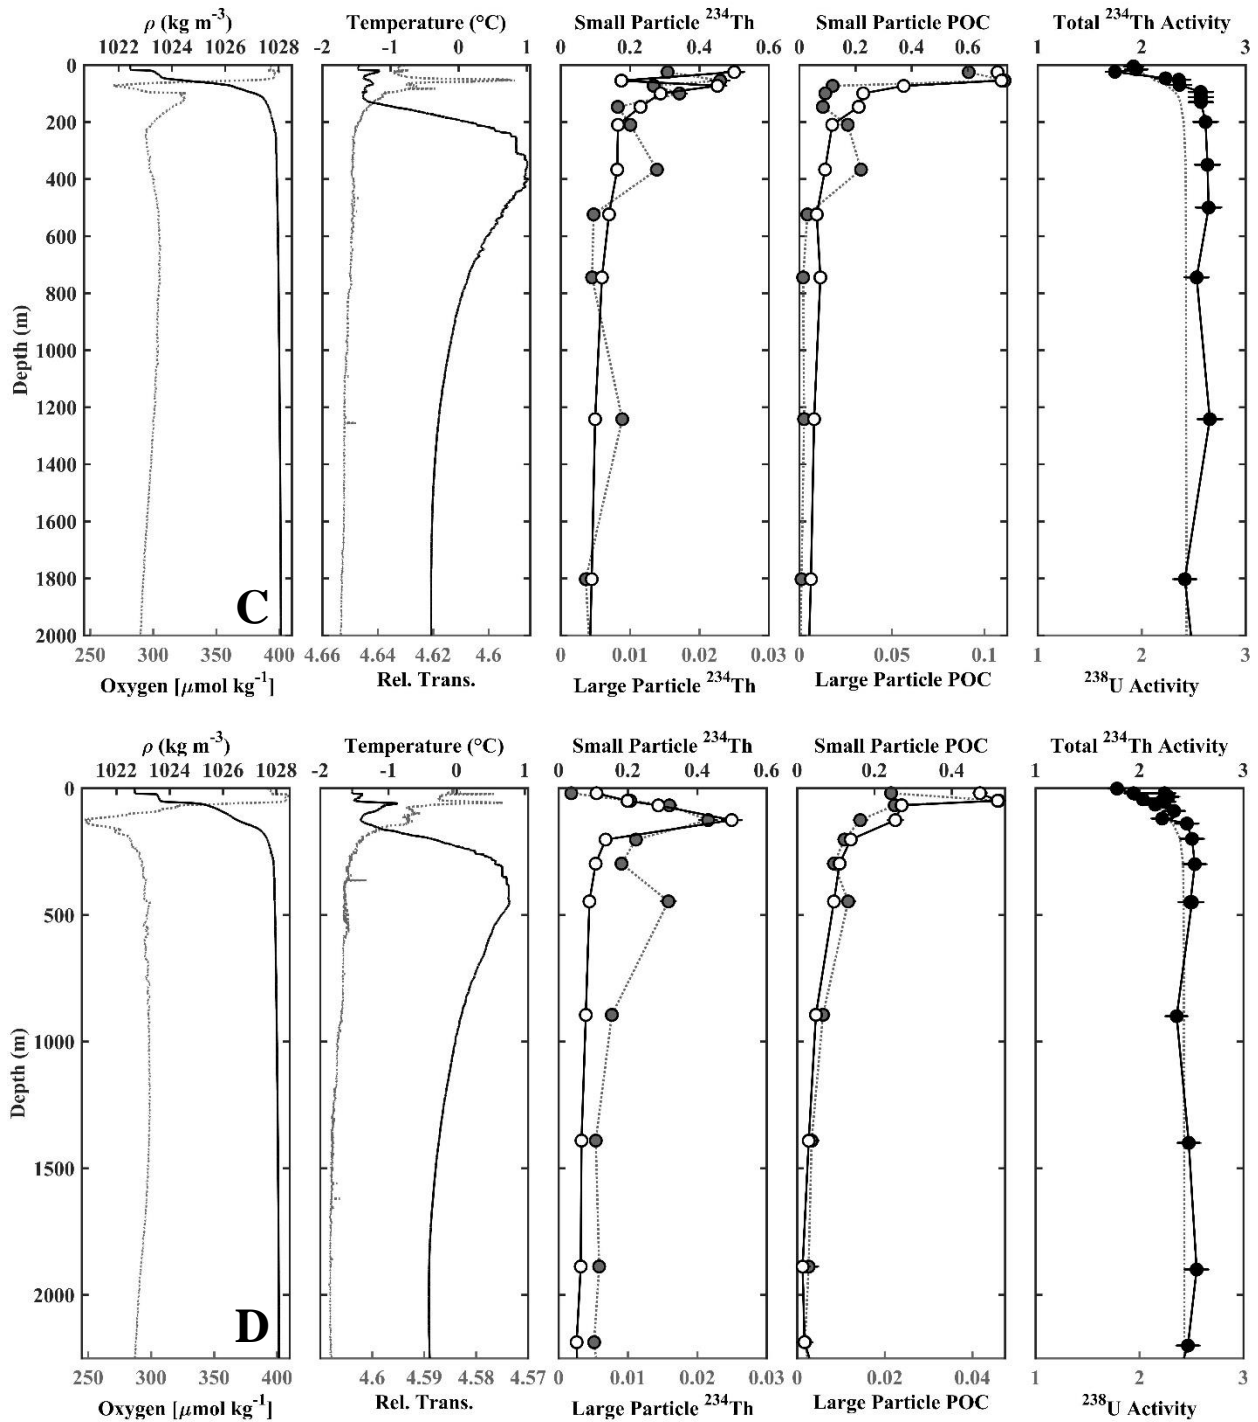 ρ (kg m⁻³) Temperature (°C) Small Particle ²³⁴Th Small Particle POC Total ²³⁴Th Activity
1022 1024 1026 1028 -2 -1 0 1 0 0.2 0.4 0.6 0 0.2 0.4 0.6 1 2 3
0
200
400
600
800
1000
1200
1400
1600
1800
2000
Depth (m)
C
250 300 350 400 4.66 4.64 4.62 4.6 0 0.01 0.02 0.03 0 0.05 0.1 1 2 3
Oxygen [μmol kg⁻¹] Rel. Trans. Large Particle ²³⁴Th Large Particle POC ²³⁸U Activity
ρ (kg m⁻³) Temperature (°C) Small Particle ²³⁴Th Small Particle POC Total ²³⁴Th Activity
1022 1024 1026 1028 -2 -1 0 1 0 0.2 0.4 0.6 0 0.2 0.4 1 2 3
0
500
1000
1500
2000
Depth (m)
D
250 300 350 400 4.6 4.59 4.58 4.57 0 0.01 0.02 0.03 0 0.02 0.04 1 2 3
Oxygen [μmol kg⁻¹] Rel. Trans. Large Particle ²³⁴Th Large Particle POC ²³⁸U Activity